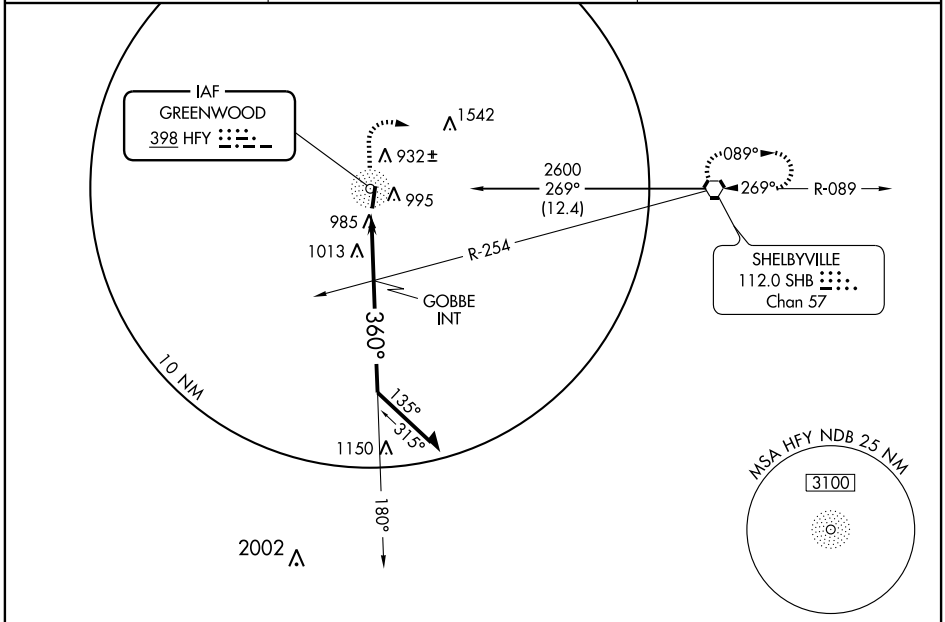 IAF
GREENWOOD
398 HFY
1542
932±
995
985
1013
2600
269°
(12.4)
089°
269°
R-089
R-254
SHELBYVILLE
112.0 SHB
Chan 57
GOBBE
INT
360°
10 NM
135°
315°
1150
180°
2002
MSA HFY NDB 25 NM
3100